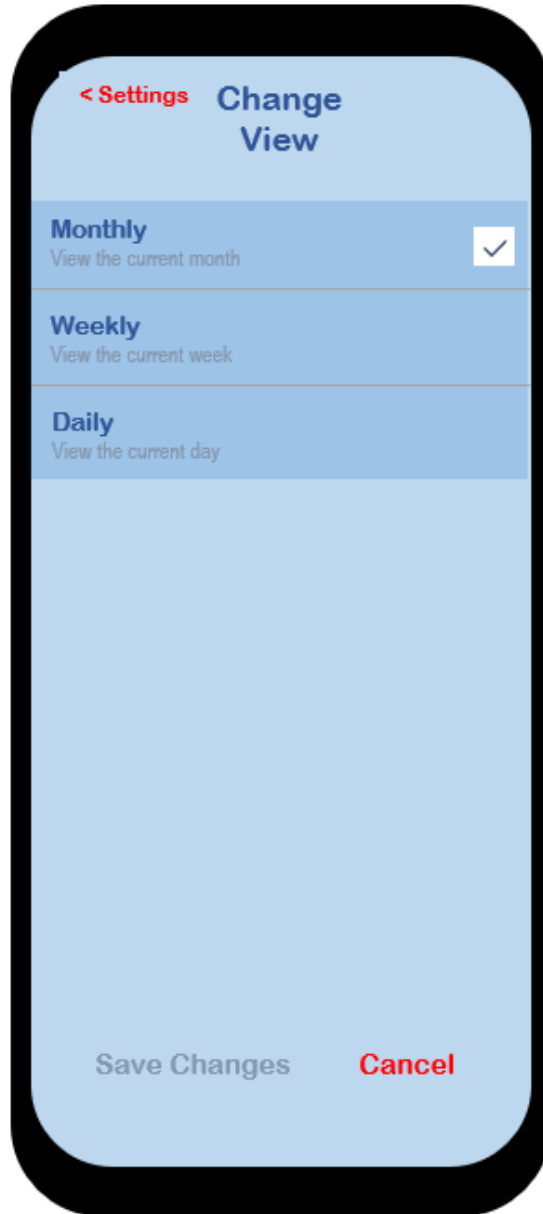 < Settings
Change
View
Monthly
View the current month
Weekly
View the current week
Daily
View the current day
Save Changes
Cancel